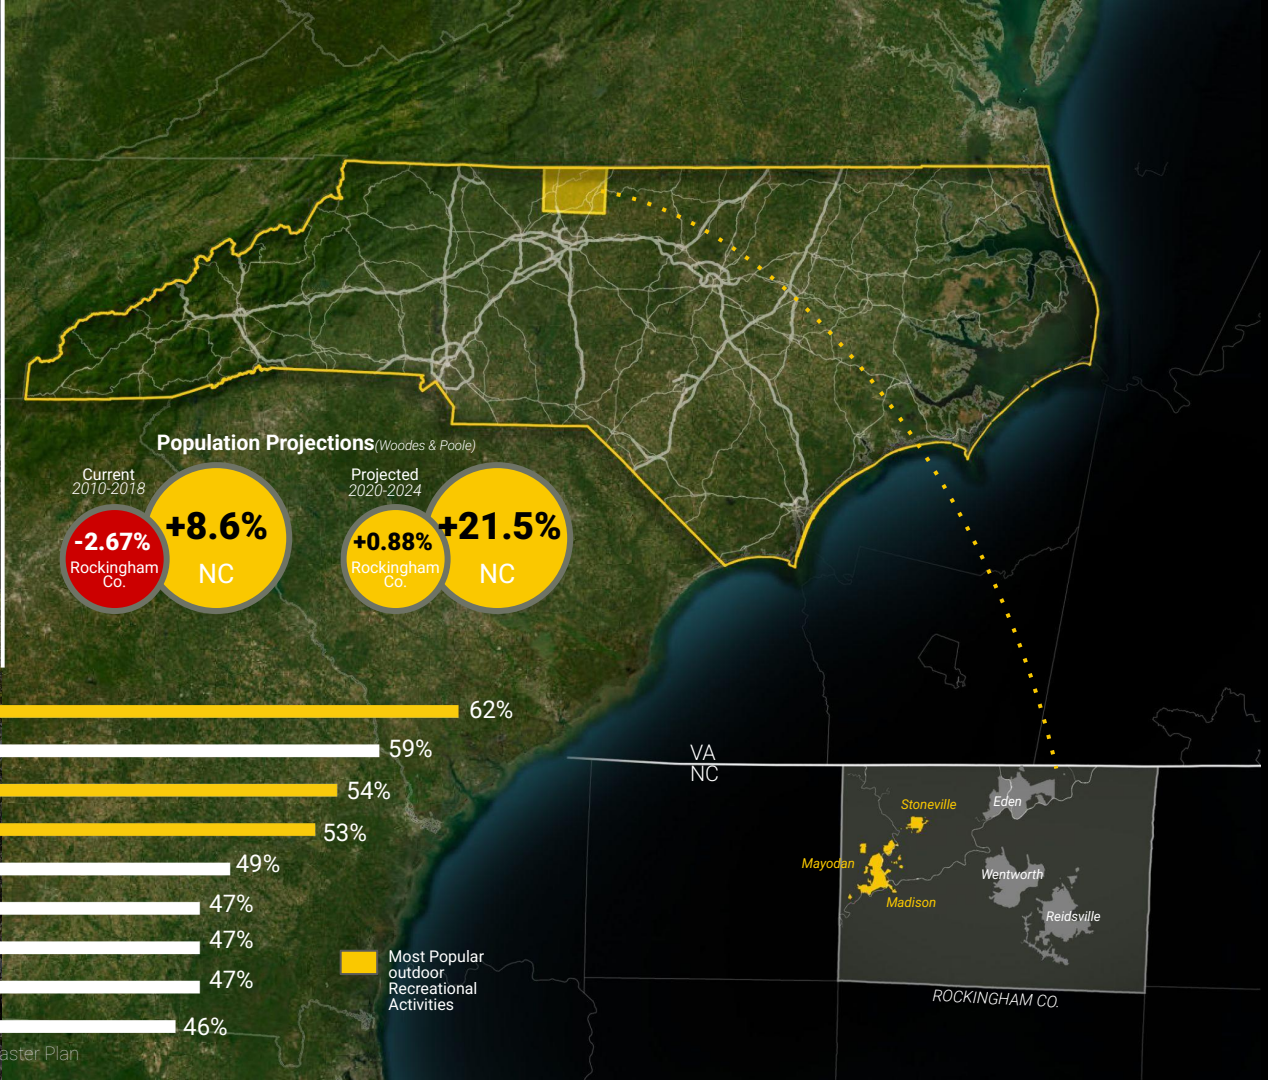 Population Projections(Woodes & Poole)
Current
2010-2018
-2.67%
Rockingham
Co.
+8.6%
NC
Projected
2020-2024
+0.88%
Rockingham
Co.
+21.5%
NC
62%
59%
54%
53%
49%
47%
47%
47%
46%
Most Popular
outdoor
Recreational
Activities
VA
NC
Stoneville
Eden
Mayodan
Wentworth
Madison
Reidsville
ROCKINGHAM CO.
aster Plan